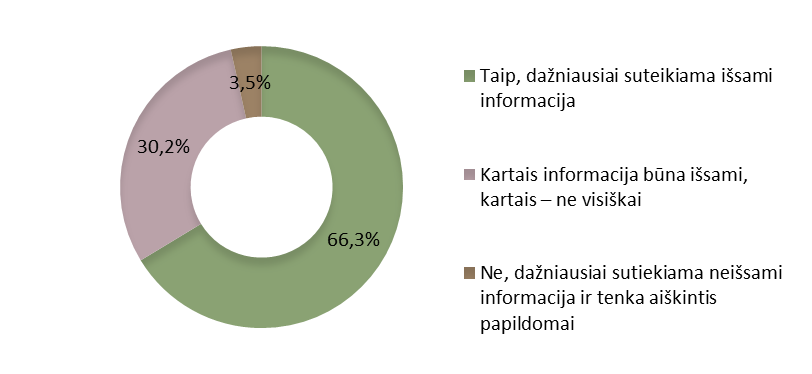 3,5%
30,2%
66,3%
Taip, dažniausiai suteikiama išsami
informacija
Kartais informacija būna išsami,
kartais – ne visiškai
Ne, dažniausiai sutiekiama neišsami
informacija ir tenka aiškintis
papildomai